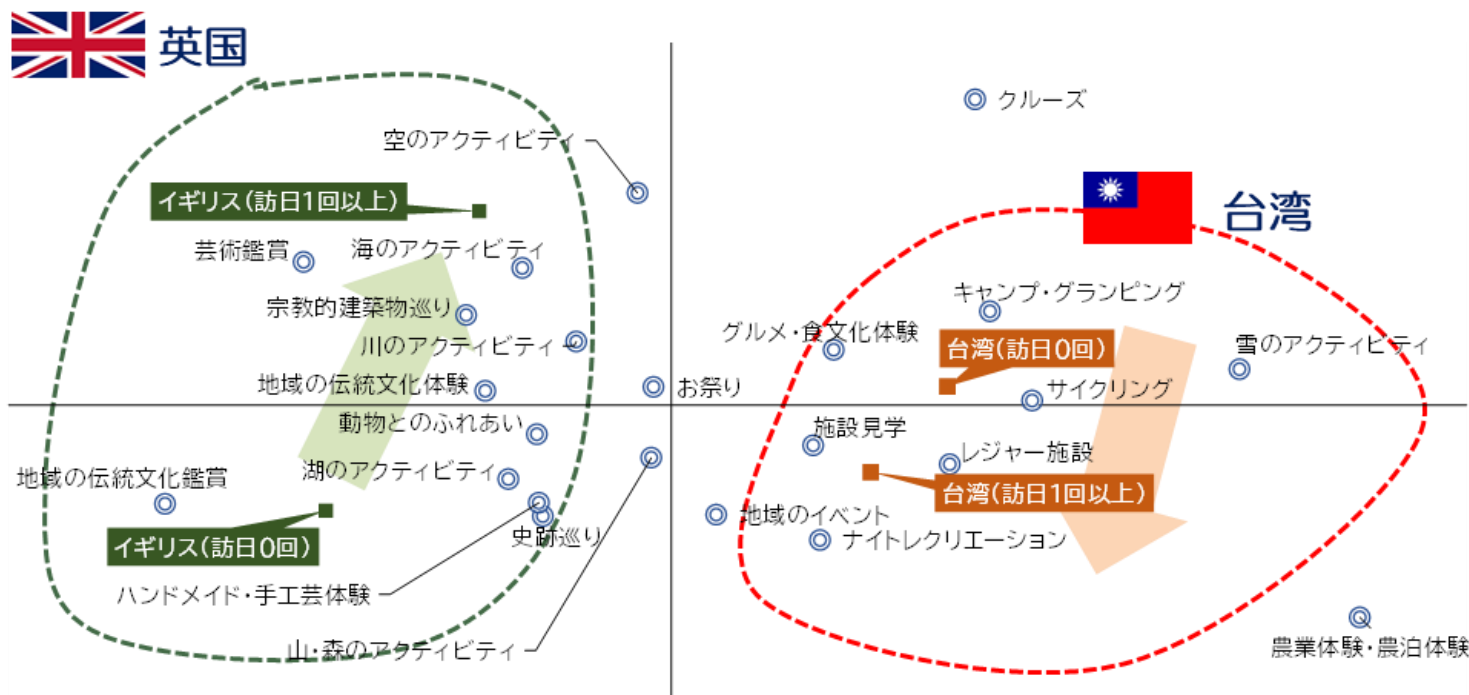 英国
クルーズ
空のアクティビティ
イギリス(訪日1回以上)
台湾
芸術鑑賞
海のアクティビティ
キャンプ・グランピング
宗教的建築物巡り
グルメ・食文化体験
川のアクティビティ
台湾(訪日0回)
雪のアクティビティ
地域の伝統文化体験
お祭り
サイクリング
動物とのふれあい
施設見学
地域の伝統文化鑑賞
湖のアクティビティ
レジャー施設
台湾(訪日1回以上)
地域のイベント
イギリス(訪日0回)
史跡巡り
ナイトレクリエーション
ハンドメイド・手工芸体験
山・森のアクティビティ
農業体験・農泊体験